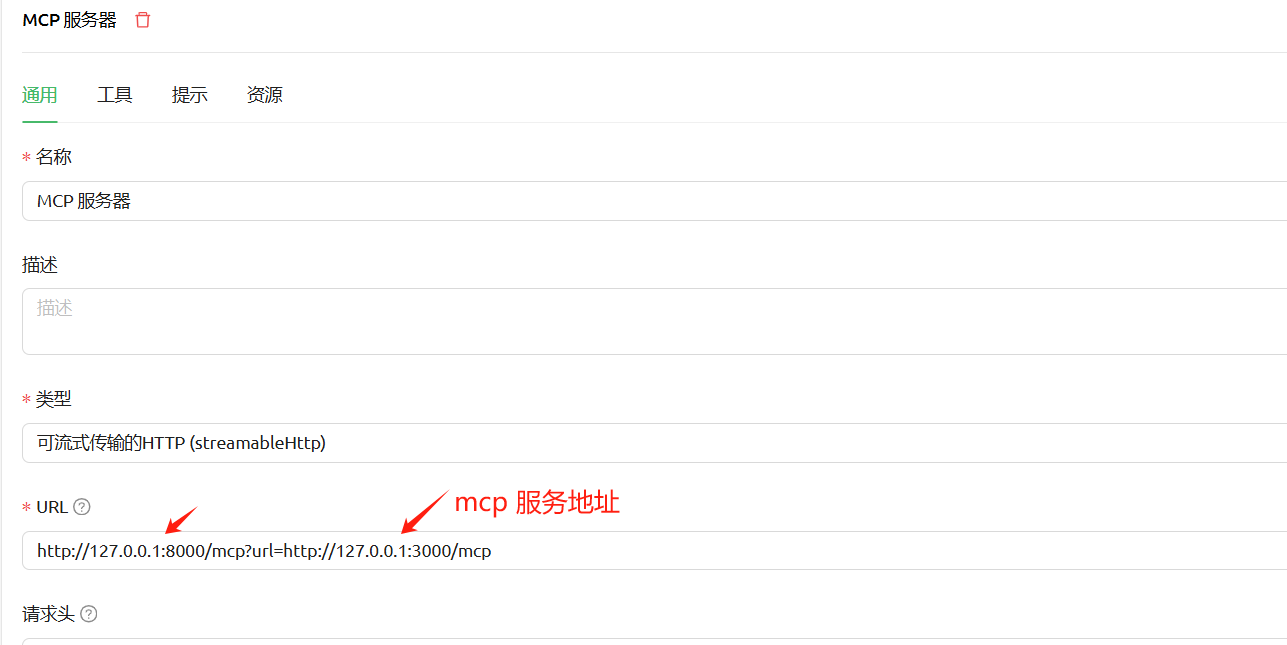 MCP 服务器
通用 工具 提示 资源
* 名称
MCP 服务器
描述
描述
* 类型
可流式传输的HTTP (streamableHttp)
* URL ?
mcp 服务地址
http://127.0.0.1:8000/mcp?url=http://127.0.0.1:3000/mcp
请求头 ?